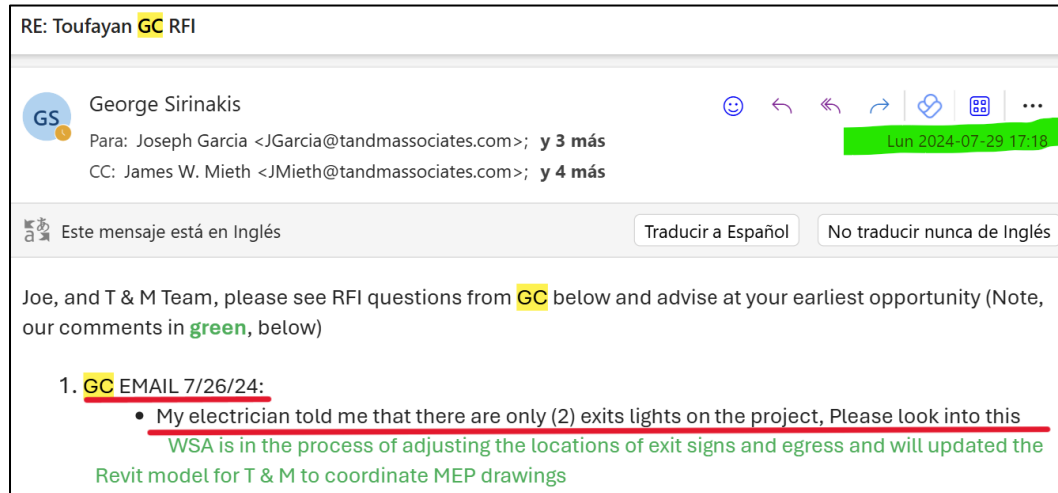 RE: Toufayan GC RFI
GS
George Sirinakis
Para: Joseph Garcia <JGarcia@tandmassociates.com>; y 3 más
Lun 2024-07-29 17:18
CC: James W. Mieth <JMieth@tandmassociates.com>; y 4 más
Este mensaje está en Inglés
Traducir a Español
No traducir nunca de Inglés
Joe, and T & M Team, please see RFI questions from GC below and advise at your earliest opportunity (Note,
our comments in green, below)
1. GC EMAIL 7/26/24:
• My electrician told me that there are only (2) exits lights on the project, Please look into this
WSA is in the process of adjusting the locations of exit signs and egress and will updated the
Revit model for T & M to coordinate MEP drawings